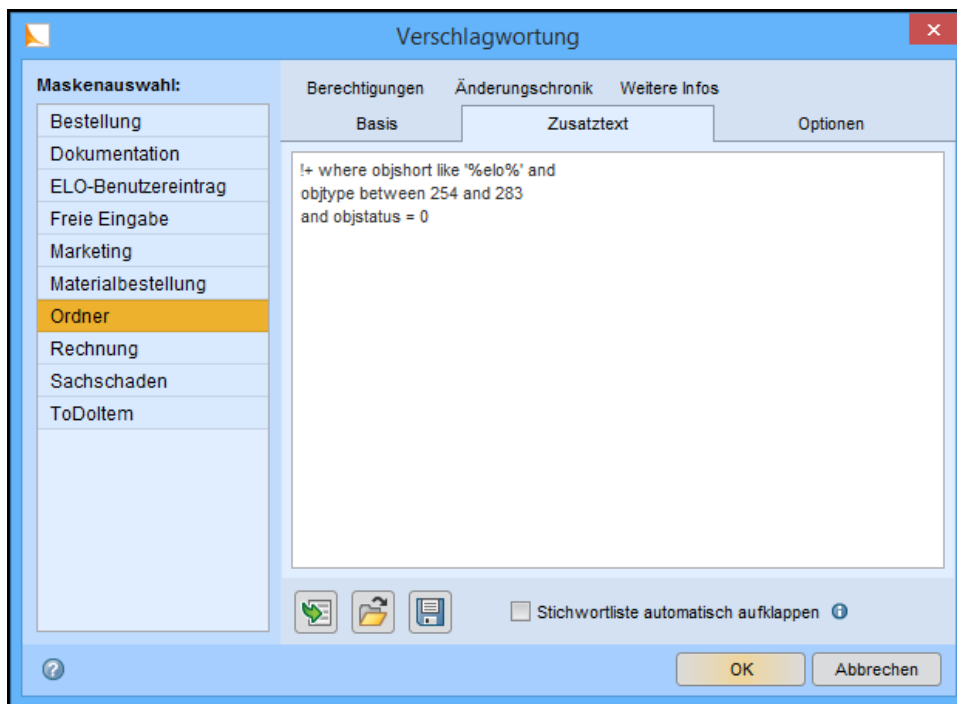 Verschlagwortung
Maskenauswahl:
Bestellung
Dokumentation
ELO-Benutzereintrag
Freie Eingabe
Marketing
Materialbestellung
Ordner
Rechnung
Sachschaden
ToDoItem
Berechtigungen Änderungschronik Weitere Infos
Basis Zusatztext Optionen
!+ where objshort like '%elo%' and
objtype between 254 and 283
and objstatus = 0
Stichwortliste automatisch aufklappen
OK Abbrechen